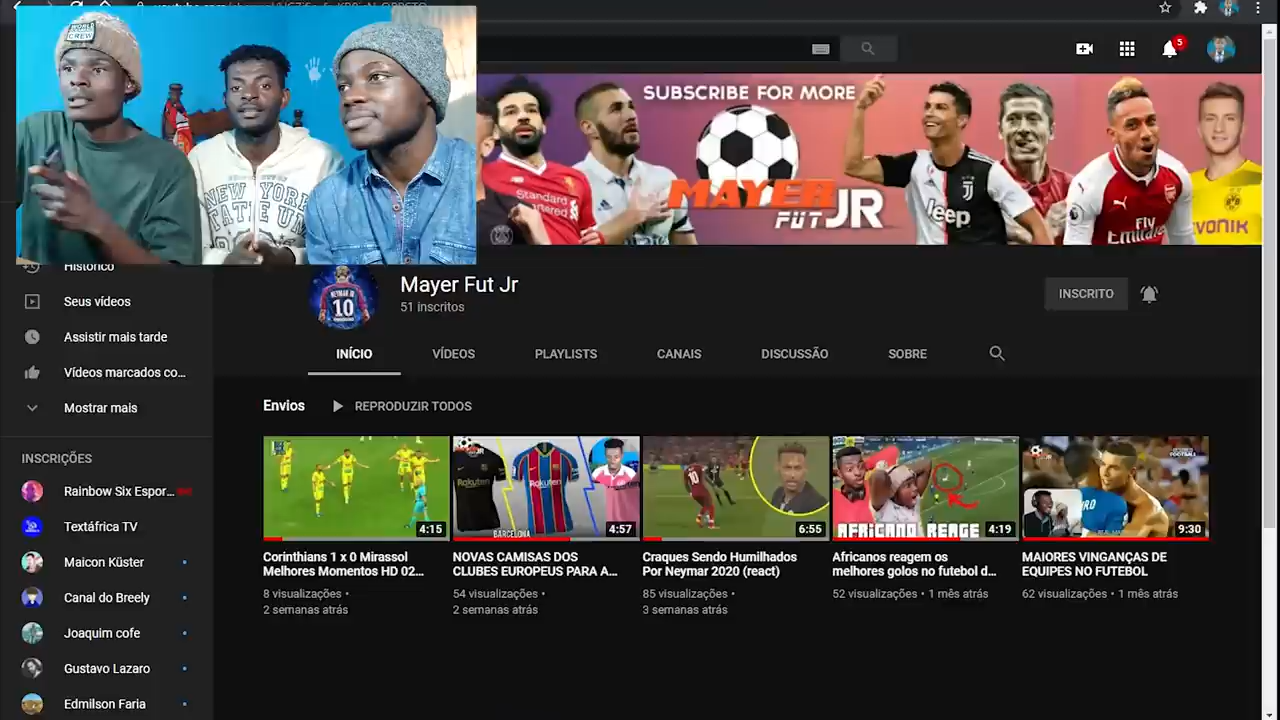 WORLD
CREW
NEW YORK
5
SUBSCRIBE FOR MORE
MAYER
FUT JR
Standard
Chartered
Jeep
Fly
Emirates
EVONIK
Histórico
Seus vídeos
Assistir mais tarde
Vídeos marcados co...
Mostrar mais
INSCRIÇÕES
Rainbow Six Espor...
Textáfrica TV
Maicon Küster
Canal do Breely
Joaquim cofe
Gustavo Lazaro
Edmilson Faria
NEYMAR JR
10
Mayer Fut Jr
51 inscritos
INSCRITO
INÍCIO VÍDEOS PLAYLISTS CANAIS DISCUSSÃO SOBRE
Envios REPRODUZIR TODOS
4:15
Rakuten
Rakuten
BARCELONA
4:57
10
6:55
AFRICANO REAGE
4:19
9:30
Corinthians 1 x 0 Mirassol
Melhores Momentos HD 02...
8 visualizações •
2 semanas atrás
NOVAS CAMISAS DOS
CLUBES EUROPEUS PARA A...
54 visualizações •
2 semanas atrás
Craques Sendo Humilhados
Por Neymar 2020 (react)
85 visualizações •
3 semanas atrás
Africanos reagem os
melhores golos no futebol d...
52 visualizações • 1 mês atrás
MAIORES VINGANÇAS DE
EQUIPES NO FUTEBOL
62 visualizações • 1 mês atrás